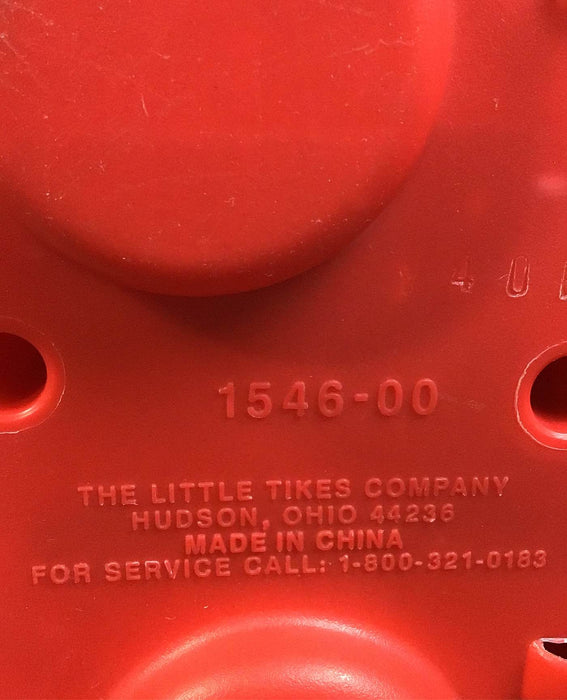 1546-00
THE LITTLE TIKES COMPANY
HUDSON, OHIO 44236
MADE IN CHINA
FOR SERVICE CALL: 1-800-321-0183